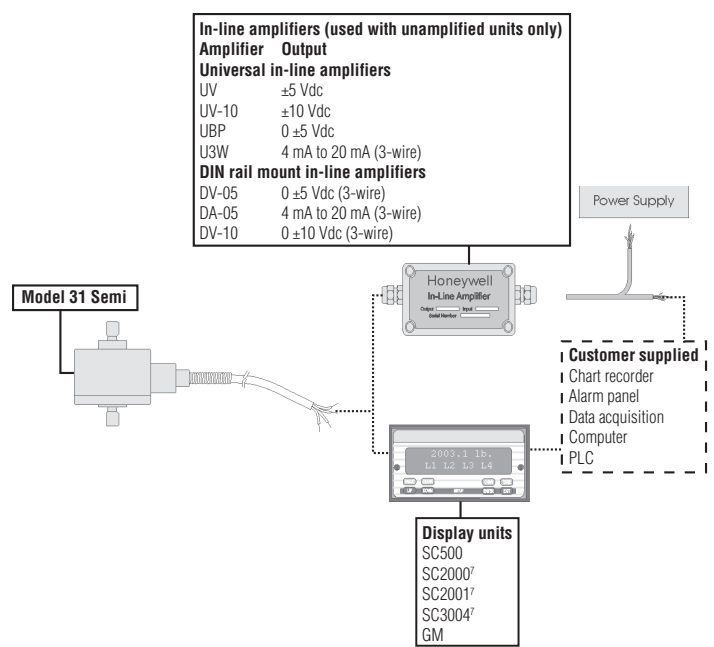 In-line amplifiers (used with unamplified units only)
Amplifier Output
Universal in-line amplifiers
UV ±5 Vdc
UV-10 ±10 Vdc
UBP 0 ±5 Vdc
U3W 4 mA to 20 mA (3-wire)
DIN rail mount in-line amplifiers
DV-05 0 ±5 Vdc (3-wire)
DA-05 4 mA to 20 mA (3-wire)
DV-10 0 ±10 Vdc (3-wire)
Power Supply
Honeywell
In-Line Amplifier
Output Input
Serial Number
Model 31 Semi
Customer supplied
Chart recorder
Alarm panel
Data acquisition
Computer
PLC
2003.1 lb.
L1 L2 L3 L4
UP DOWN SETUP ENTER EXIT
Display units
SC500
SC2000⁷
SC2001⁷
SC3004⁷
GM